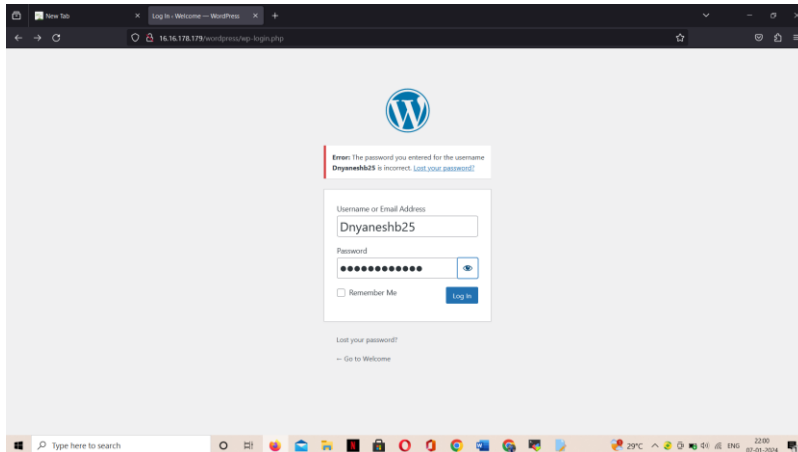 New Tab
Log In ‹ Welcome — WordPress
16.16.178.179/wordpress/wp-login.php
Error: The password you entered for the username
Dnyaneshb25 is incorrect. Lost your password?
Username or Email Address
Dnyaneshb25
Password
Remember Me
Log In
Lost your password?
← Go to Welcome
Type here to search
29°C
ENG
22:00
07-01-2024